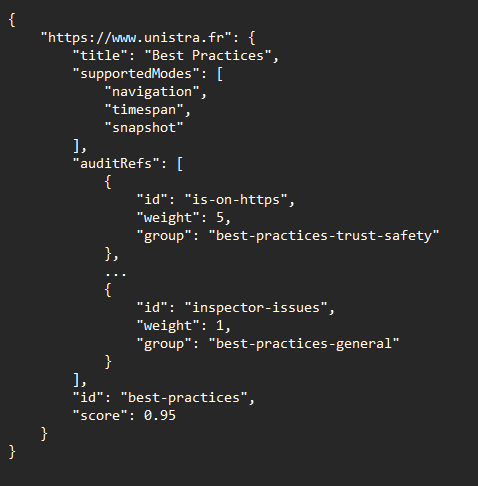 {
    "https://www.unistra.fr": {
        "title": "Best Practices",
        "supportedModes": [
            "navigation",
            "timespan",
            "snapshot"
        ],
        "auditRefs": [
            {
                "id": "is-on-https",
                "weight": 5,
                "group": "best-practices-trust-safety"
            },
            ...
            {
                "id": "inspector-issues",
                "weight": 1,
                "group": "best-practices-general"
            }
        ],
        "id": "best-practices",
        "score": 0.95
    }
}